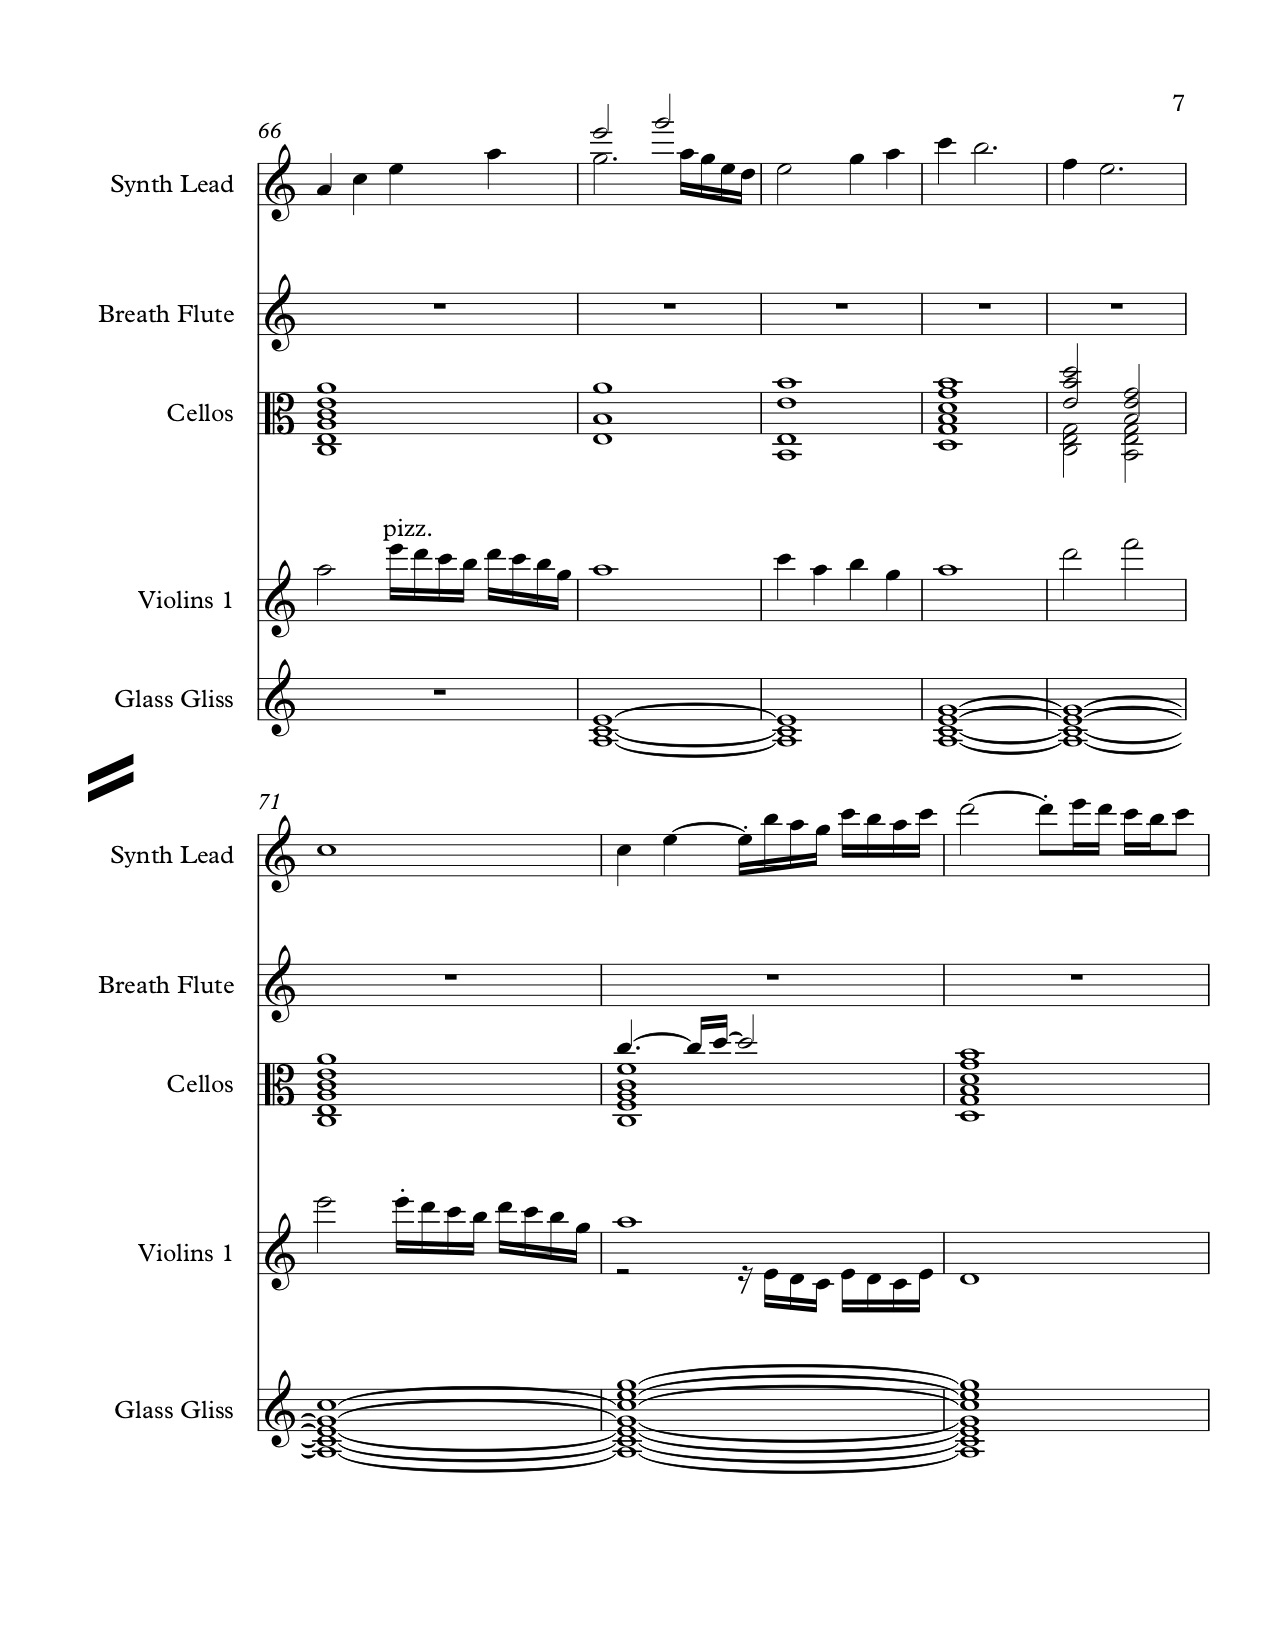 7
66
Synth Lead
Breath Flute
Cellos
pizz.
Violins 1
Glass Gliss
71
Synth Lead
Breath Flute
Cellos
Violins 1
Glass Gliss